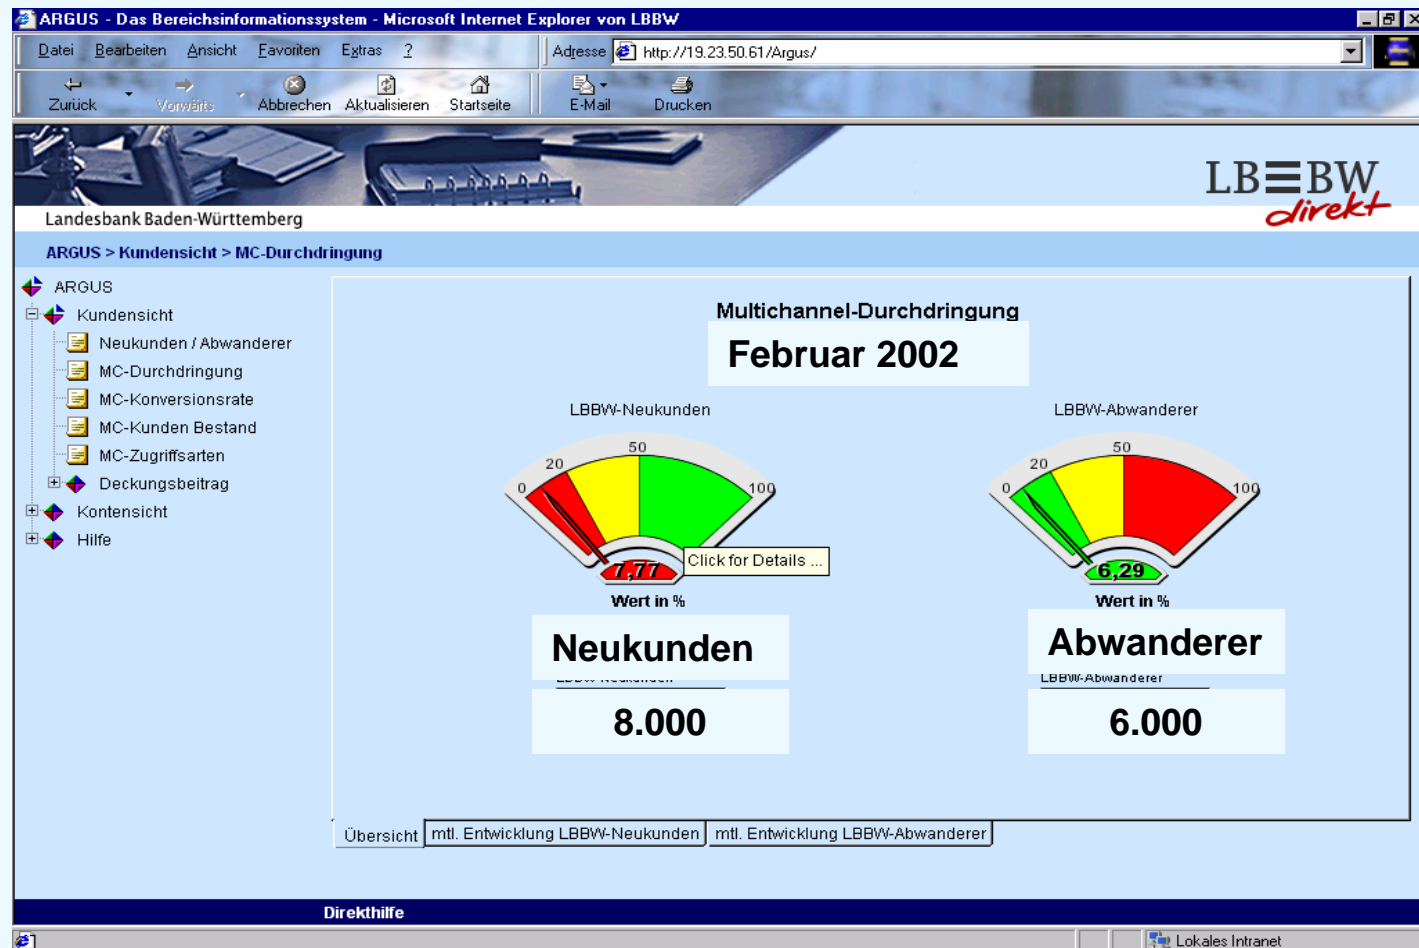 ARGUS - Das Bereichsinformationssystem - Microsoft Internet Explorer von LBBW
Datei Bearbeiten Ansicht Favoriten Extras ?
Adresse http://19.23.50.61/Argus/
Zurück Vorwärts Abbrechen Aktualisieren Startseite E-Mail Drucken
LBBW
direkt
Landesbank Baden-Württemberg
ARGUS > Kundensicht > MC-Durchdringung
ARGUS
Kundensicht
Neukunden / Abwanderer
MC-Durchdringung
MC-Konversionsrate
MC-Kunden Bestand
MC-Zugriffsarten
Deckungsbeitrag
Kontensicht
Hilfe
Multichannel-Durchdringung
Februar 2002
LBBW-Neukunden
0 20 50 100
7,77
Click for Details ...
Wert in %
Neukunden
LBBW-Neukunden
8.000
LBBW-Abwanderer
0 20 50 100
6,29
Wert in %
Abwanderer
LBBW-Abwanderer
6.000
Übersicht mtl. Entwicklung LBBW-Neukunden mtl. Entwicklung LBBW-Abwanderer
Direkthilfe
Lokales Intranet